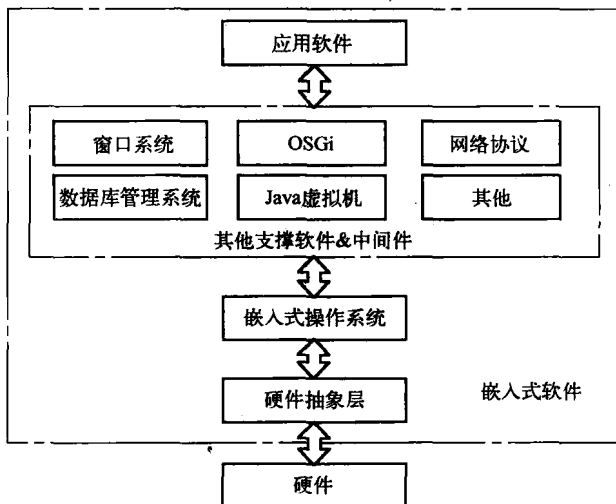 应用软件
窗口系统
OSGi
网络协议
数据库管理系统
Java虚拟机
其他
其他支撑软件&中间件
嵌入式操作系统
硬件抽象层
嵌入式软件
硬件